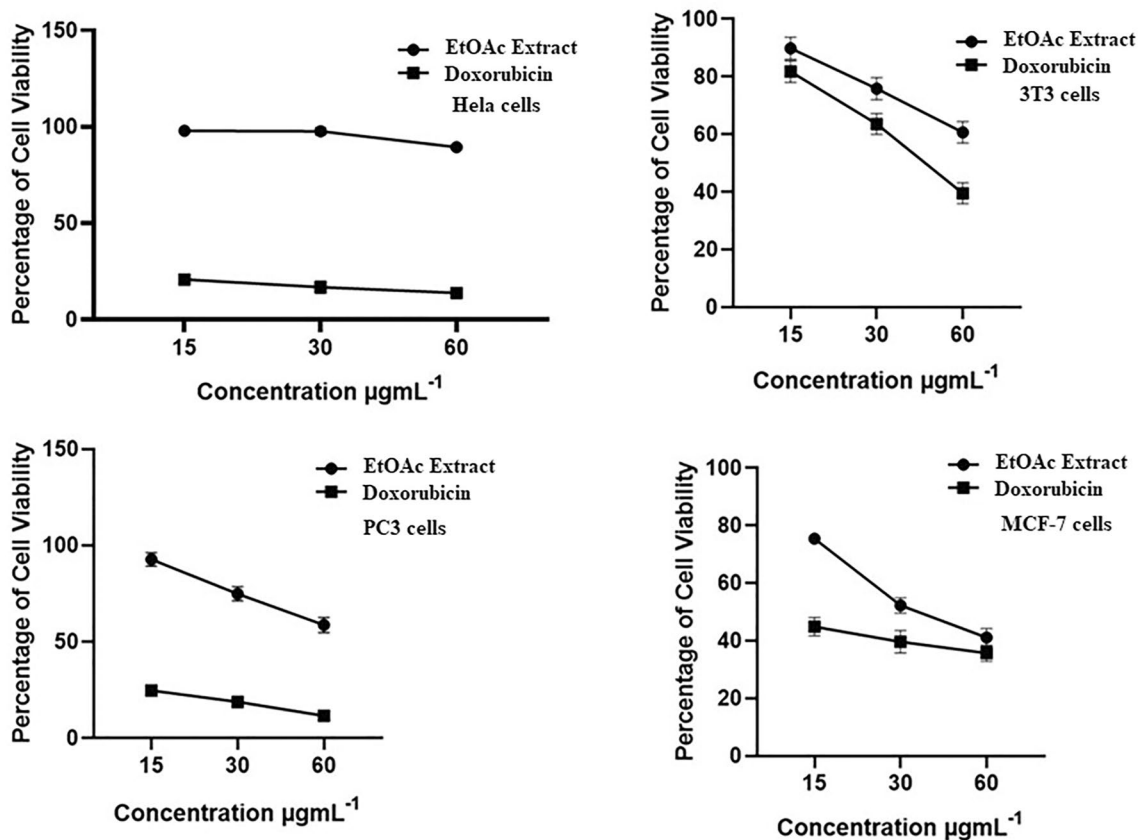 Percentage of Cell Viability
150
100
50
0
15 30 60
Concentration µgmL-1
EtOAc Extract
Doxorubicin
Hela cells
Percentage of Cell Viability
100
80
60
40
20
0
15 30 60
Concentration µgmL-1
EtOAc Extract
Doxorubicin
3T3 cells
Percentage of Cell Viability
150
100
50
0
15 30 60
Concentration µgmL-1
EtOAc Extract
Doxorubicin
PC3 cells
Percentage of Cell Viability
100
80
60
40
20
0
15 30 60
Concentration µgmL-1
EtOAc Extract
Doxorubicin
MCF-7 cells